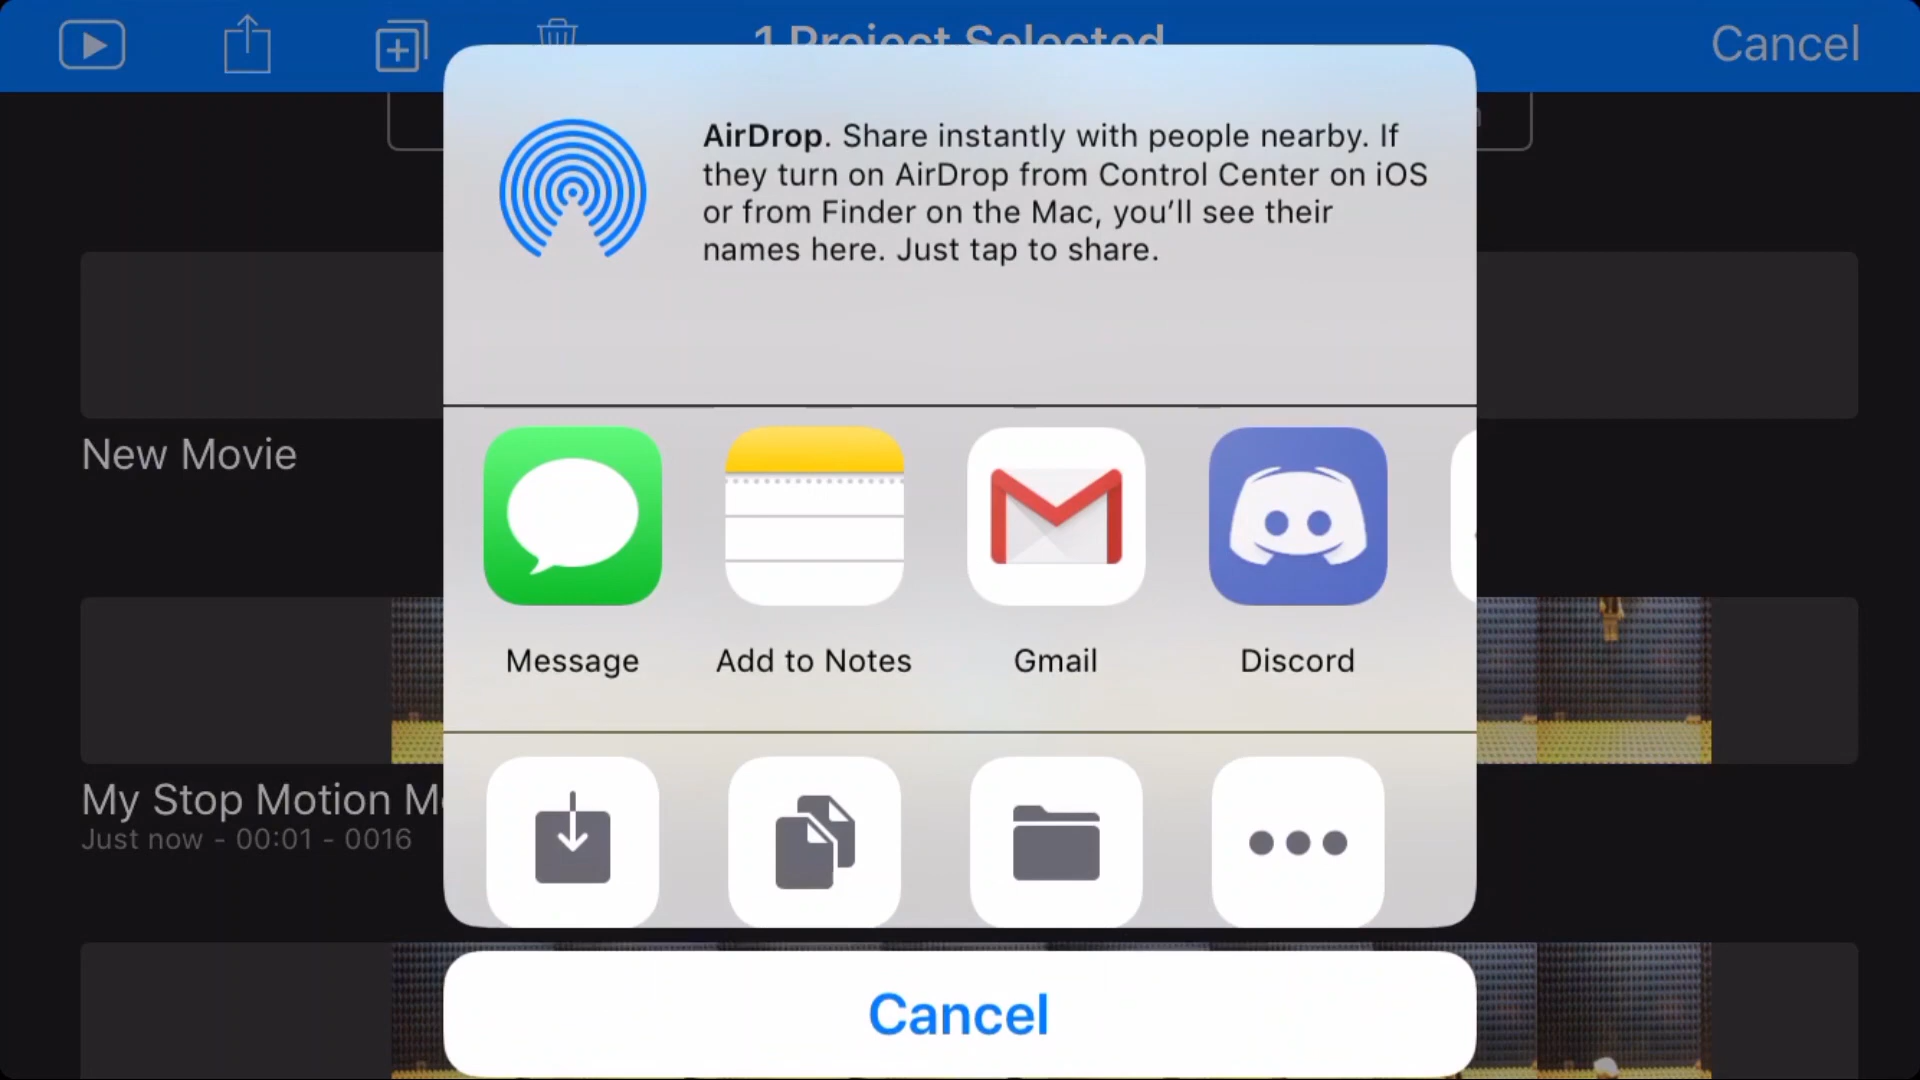 1 Project Selected
Cancel
AirDrop. Share instantly with people nearby. If
they turn on AirDrop from Control Center on iOS
or from Finder on the Mac, you’ll see their
names here. Just tap to share.
New Movie
Message
Add to Notes
Gmail
Discord
My Stop Motion
Just now - 00:01 - 0016
Cancel